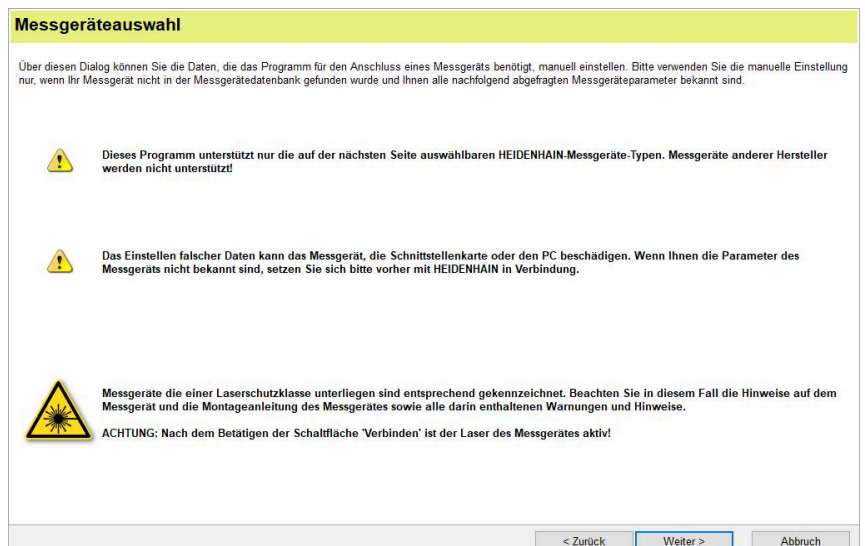 Messgeräteauswahl
Über diesen Dialog können Sie die Daten, die das Programm für den Anschluss eines Messgeräts benötigt, manuell einstellen. Bitte verwenden Sie die manuelle Einstellung
nur, wenn Ihr Messgerät nicht in der Messgerätedatenbank gefunden wurde und Ihnen alle nachfolgend abgefragten Messgeräteparameter bekannt sind.
Dieses Programm unterstützt nur die auf der nächsten Seite auswählbaren HEIDENHAIN-Messgeräte-Typen. Messgeräte anderer Hersteller
werden nicht unterstützt!
Das Einstellen falscher Daten kann das Messgerät, die Schnittstellenkarte oder den PC beschädigen. Wenn Ihnen die Parameter des
Messgeräts nicht bekannt sind, setzen Sie sich bitte vorher mit HEIDENHAIN in Verbindung.
Messgeräte die einer Laserschutzklasse unterliegen sind entsprechend gekennzeichnet. Beachten Sie in diesem Fall die Hinweise auf dem
Messgerät und die Montageanleitung des Messgerätes sowie alle darin enthaltenen Warnungen und Hinweise.
ACHTUNG: Nach dem Betätigen der Schaltfläche 'Verbinden' ist der Laser des Messgerätes aktiv!
< Zurück Weiter > Abbruch